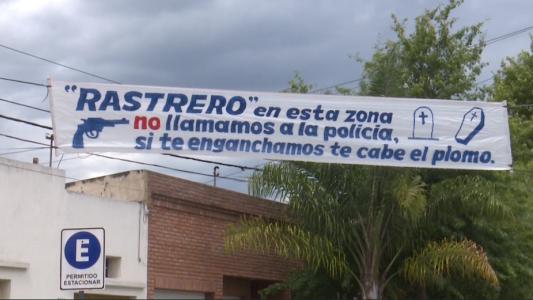 "RASTRERO" en esta zona
no llamamos a la policía,
si te enganchamos te cabe el plomo.
E
PERMITIDO
ESTACIONAR